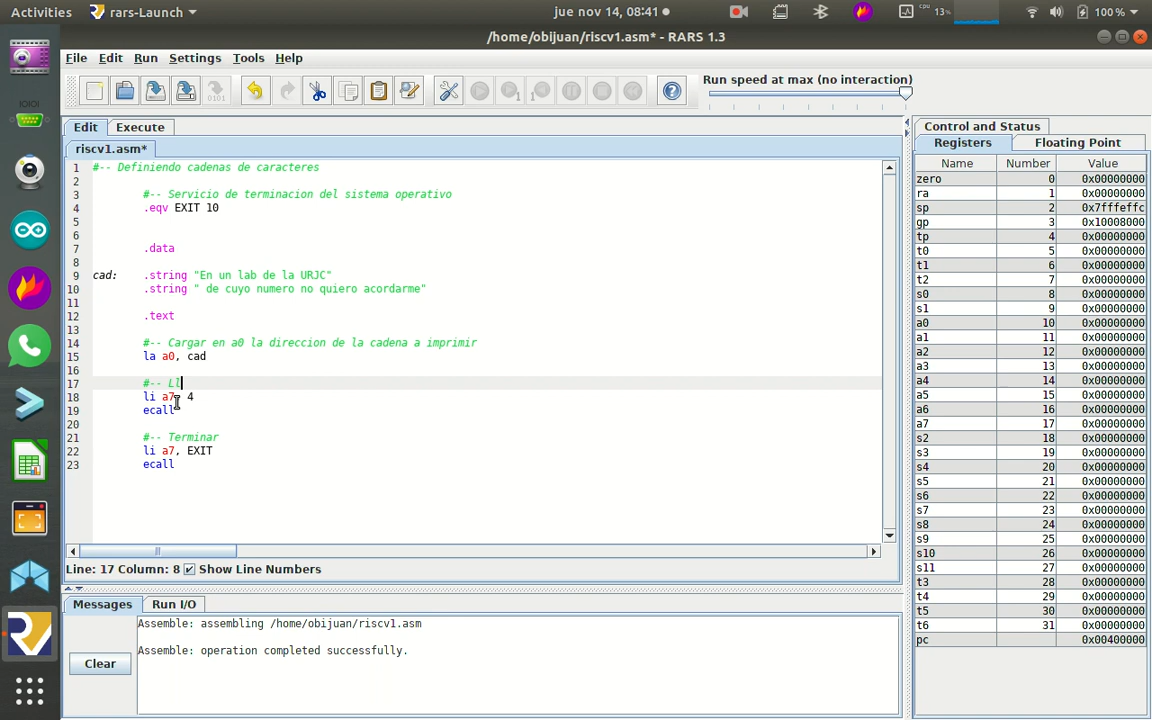 Activities rars-Launch jue nov 14, 08:41 cpu 13% 100%
/home/obijuan/riscv1.asm* - RARS 1.3
File Edit Run Settings Tools Help
Run speed at max (no interaction)
Edit Execute
riscv1.asm*
1 #-- Definiendo cadenas de caracteres
2
3 #-- Servicio de terminacion del sistema operativo
4 .eqv EXIT 10
5
6
7 .data
8
9 cad: .string "En un lab de la URJC"
10 .string " de cuyo numero no quiero acordarme"
11
12 .text
13
14 #-- Cargar en a0 la direccion de la cadena a imprimir
15 la a0, cad
16
17 #-- Ll
18 li a7, 4
19 ecall
20
21 #-- Terminar
22 li a7, EXIT
23 ecall
Line: 17 Column: 8 Show Line Numbers
Messages Run I/O
Assemble: assembling /home/obijuan/riscv1.asm
Assemble: operation completed successfully.
Clear
Control and Status
Registers Floating Point
Name Number Value
zero 0 0x00000000
ra 1 0x00000000
sp 2 0x7fffeffc
gp 3 0x10008000
tp 4 0x00000000
t0 5 0x00000000
t1 6 0x00000000
t2 7 0x00000000
s0 8 0x00000000
s1 9 0x00000000
a0 10 0x00000000
a1 11 0x00000000
a2 12 0x00000000
a3 13 0x00000000
a4 14 0x00000000
a5 15 0x00000000
a6 16 0x00000000
a7 17 0x00000000
s2 18 0x00000000
s3 19 0x00000000
s4 20 0x00000000
s5 21 0x00000000
s6 22 0x00000000
s7 23 0x00000000
s8 24 0x00000000
s9 25 0x00000000
s10 26 0x00000000
s11 27 0x00000000
t3 28 0x00000000
t4 29 0x00000000
t5 30 0x00000000
t6 31 0x00000000
pc 0x00400000